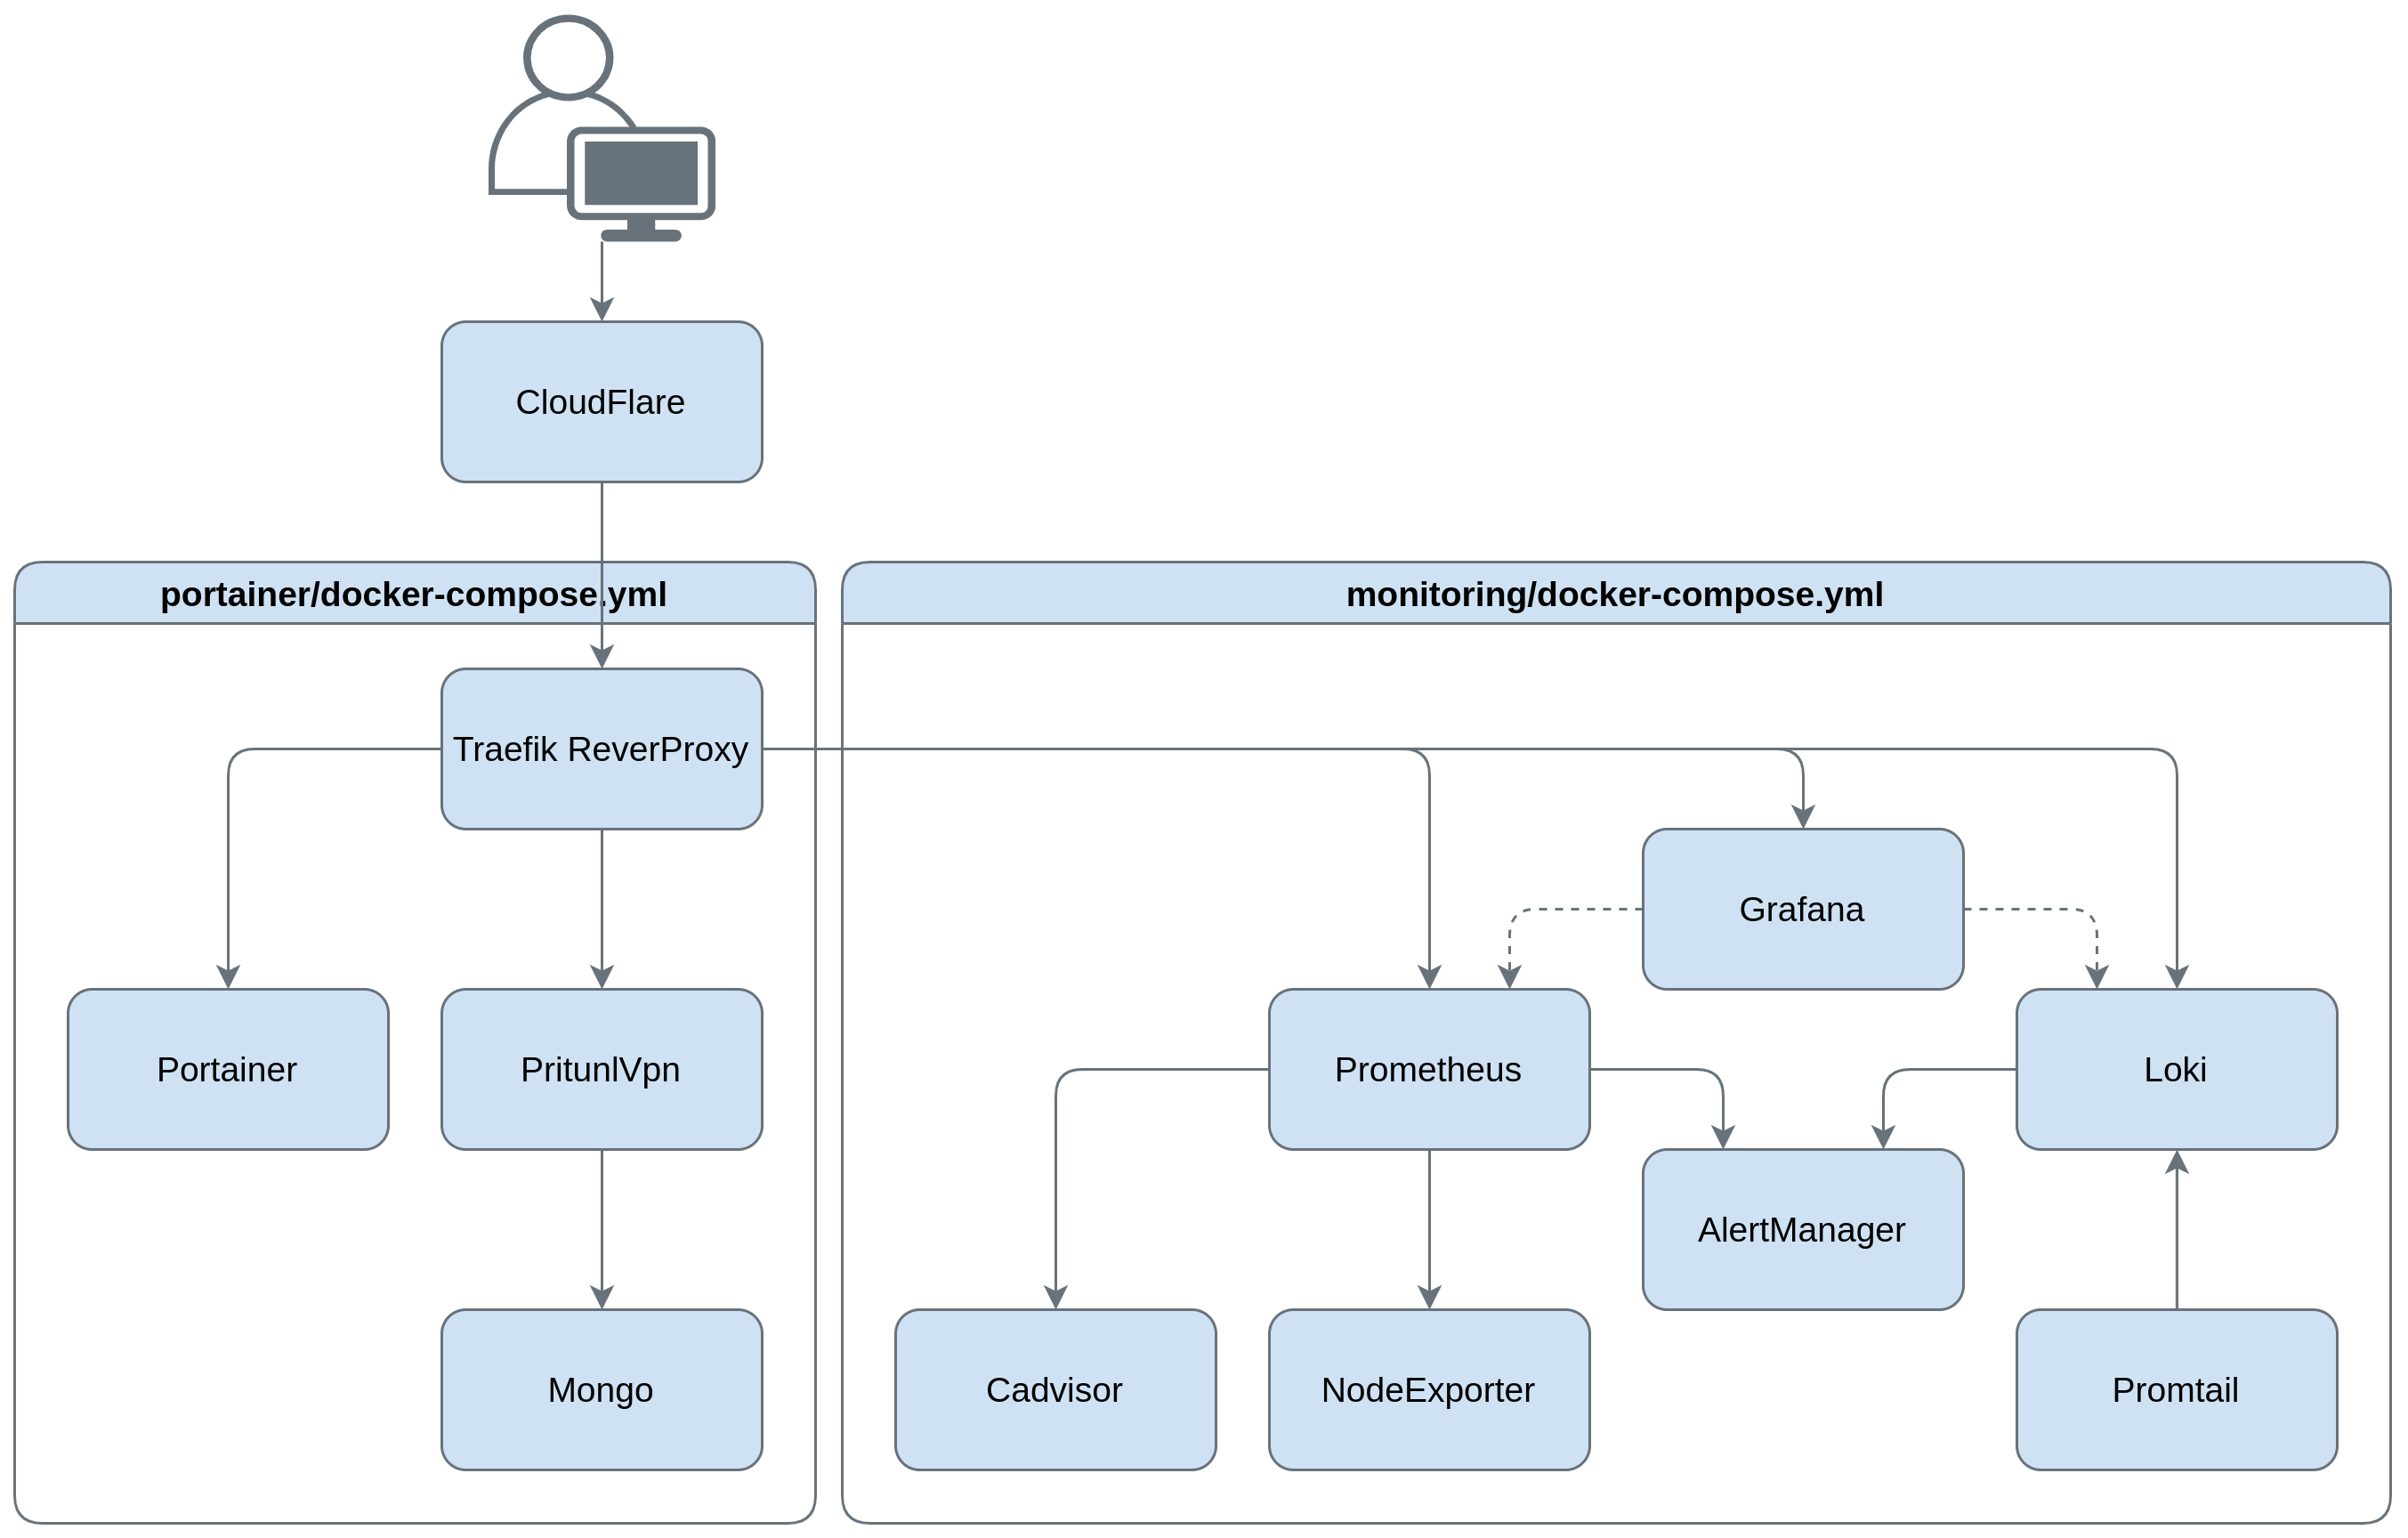 CloudFlare
portainer/docker-compose.yml
monitoring/docker-compose.yml
Traefik ReverProxy
Grafana
Portainer
PritunlVpn
Prometheus
Loki
AlertManager
Mongo
Cadvisor
NodeExporter
Promtail